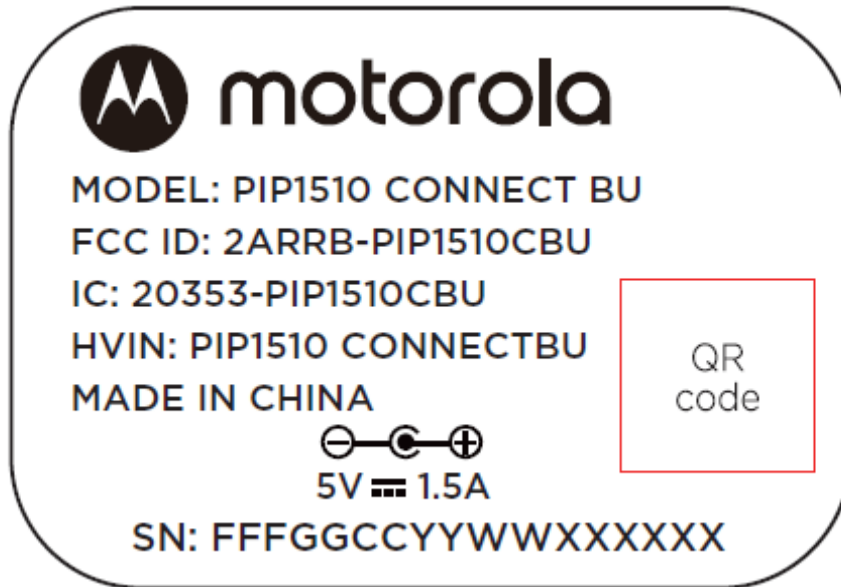 motorola
MODEL: PIP1510 CONNECT BU
FCC ID: 2ARRB-PIP1510CBU
IC: 20353-PIP1510CBU
HVIN: PIP1510 CONNECTBU
MADE IN CHINA
QR
code
5V 1.5A
SN: FFFGGCCYYWWXXXXXX